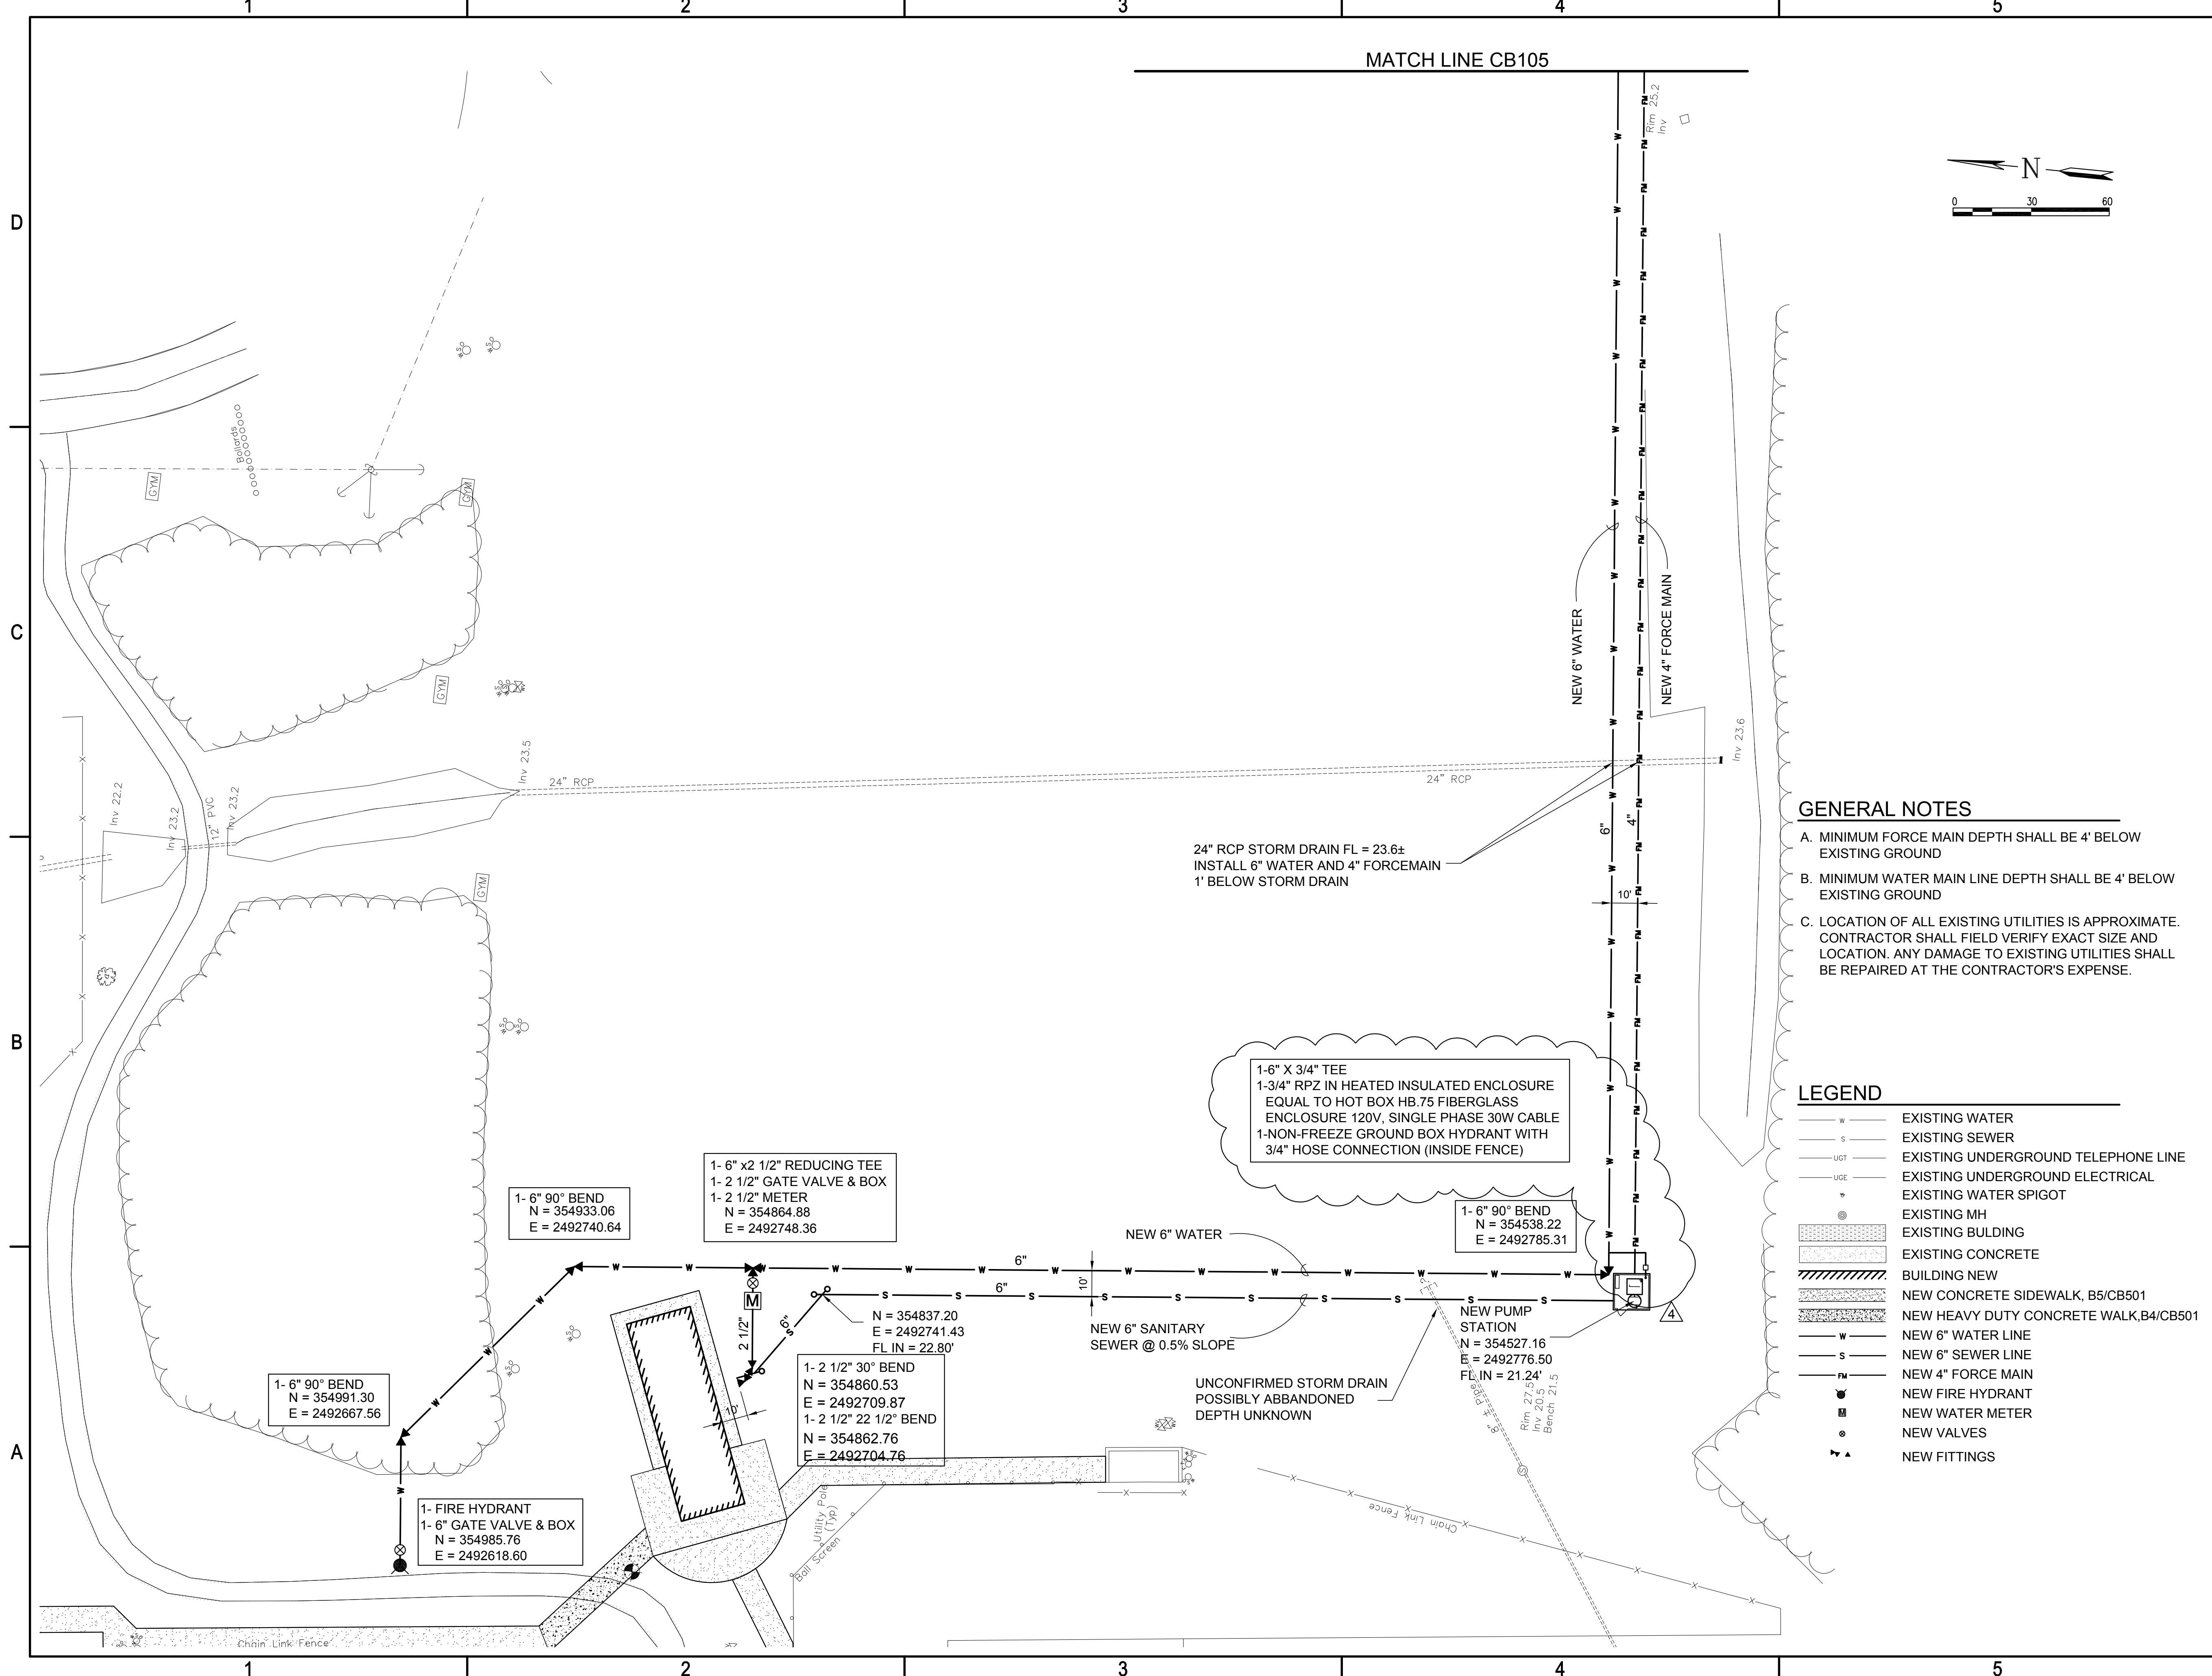 1
2
3
4
5
MATCH LINE CB105
Rim 25.2
Inv
N
0 30 60
D
Bollards
GYM
GYM
C
NEW 6" WATER
NEW 4" FORCE MAIN
GYM
Inv 23.5
24" RCP
24" RCP
Inv 23.6
Inv 22.2
Inv 23.2
12" PVC
Inv 23.2
6"
4"
24" RCP STORM DRAIN FL = 23.6±
INSTALL 6" WATER AND 4" FORCEMAIN
1' BELOW STORM DRAIN
10'
GYM
GENERAL NOTES
A. MINIMUM FORCE MAIN DEPTH SHALL BE 4' BELOW
EXISTING GROUND
B. MINIMUM WATER MAIN LINE DEPTH SHALL BE 4' BELOW
EXISTING GROUND
C. LOCATION OF ALL EXISTING UTILITIES IS APPROXIMATE.
CONTRACTOR SHALL FIELD VERIFY EXACT SIZE AND
LOCATION. ANY DAMAGE TO EXISTING UTILITIES SHALL
BE REPAIRED AT THE CONTRACTOR'S EXPENSE.
B
1-6" X 3/4" TEE
1-3/4" RPZ IN HEATED INSULATED ENCLOSURE
EQUAL TO HOT BOX HB.75 FIBERGLASS
ENCLOSURE 120V, SINGLE PHASE 30W CABLE
1-NON-FREEZE GROUND BOX HYDRANT WITH
3/4" HOSE CONNECTION (INSIDE FENCE)
1- 6" x2 1/2" REDUCING TEE
1- 2 1/2" GATE VALVE & BOX
1- 2 1/2" METER
N = 354864.88
E = 2492748.36
1- 6" 90° BEND
N = 354933.06
E = 2492740.64
1- 6" 90° BEND
N = 354538.22
E = 2492785.31
NEW 6" WATER
6"
6"
10'
M
2 1/2"
6"
N = 354837.20
E = 2492741.43
FL IN = 22.80'
NEW 6" SANITARY
SEWER @ 0.5% SLOPE
NEW PUMP
STATION
N = 354527.16
E = 2492776.50
FL IN = 21.24'
4
1- 2 1/2" 30° BEND
N = 354860.53
E = 2492709.87
1- 2 1/2" 22 1/2° BEND
N = 354862.76
E = 2492704.76
10'
UNCONFIRMED STORM DRAIN
POSSIBLY ABBANDONED
DEPTH UNKNOWN
1- 6" 90° BEND
N = 354991.30
E = 2492667.56
Rim 27.5
Inv 20.5
Bench 21.5
8" + Pipe
S
A
1- FIRE HYDRANT
1- 6" GATE VALVE & BOX
N = 354985.76
E = 2492618.60
Utility Pole
(Typ)
Ball Screen
Chain Link Fence
Chain Link Fence
LEGEND
W EXISTING WATER
S EXISTING SEWER
UGT EXISTING UNDERGROUND TELEPHONE LINE
UGE EXISTING UNDERGROUND ELECTRICAL
EXISTING WATER SPIGOT
EXISTING MH
EXISTING BULDING
EXISTING CONCRETE
BUILDING NEW
NEW CONCRETE SIDEWALK, B5/CB501
NEW HEAVY DUTY CONCRETE WALK,B4/CB501
W NEW 6" WATER LINE
S NEW 6" SEWER LINE
FM NEW 4" FORCE MAIN
NEW FIRE HYDRANT
M NEW WATER METER
NEW VALVES
NEW FITTINGS
1
2
3
4
5